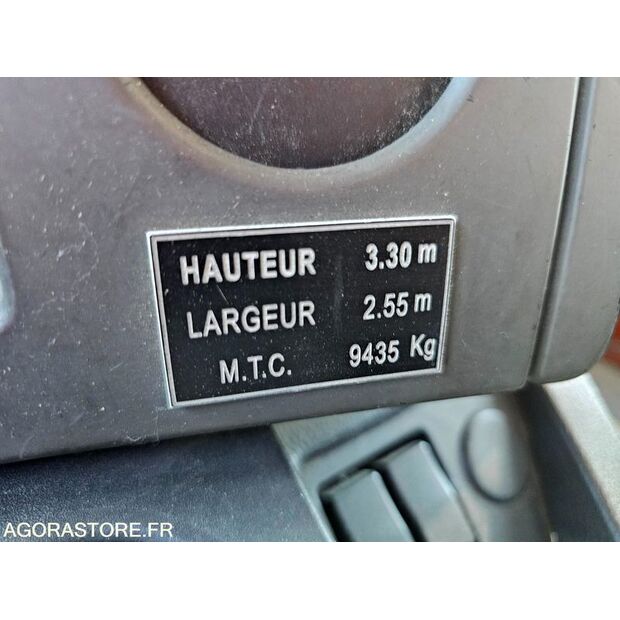 HAUTEUR 3.30 m
LARGEUR 2.55 m
M.T.C. 9435 Kg
AGORASTORE.FR